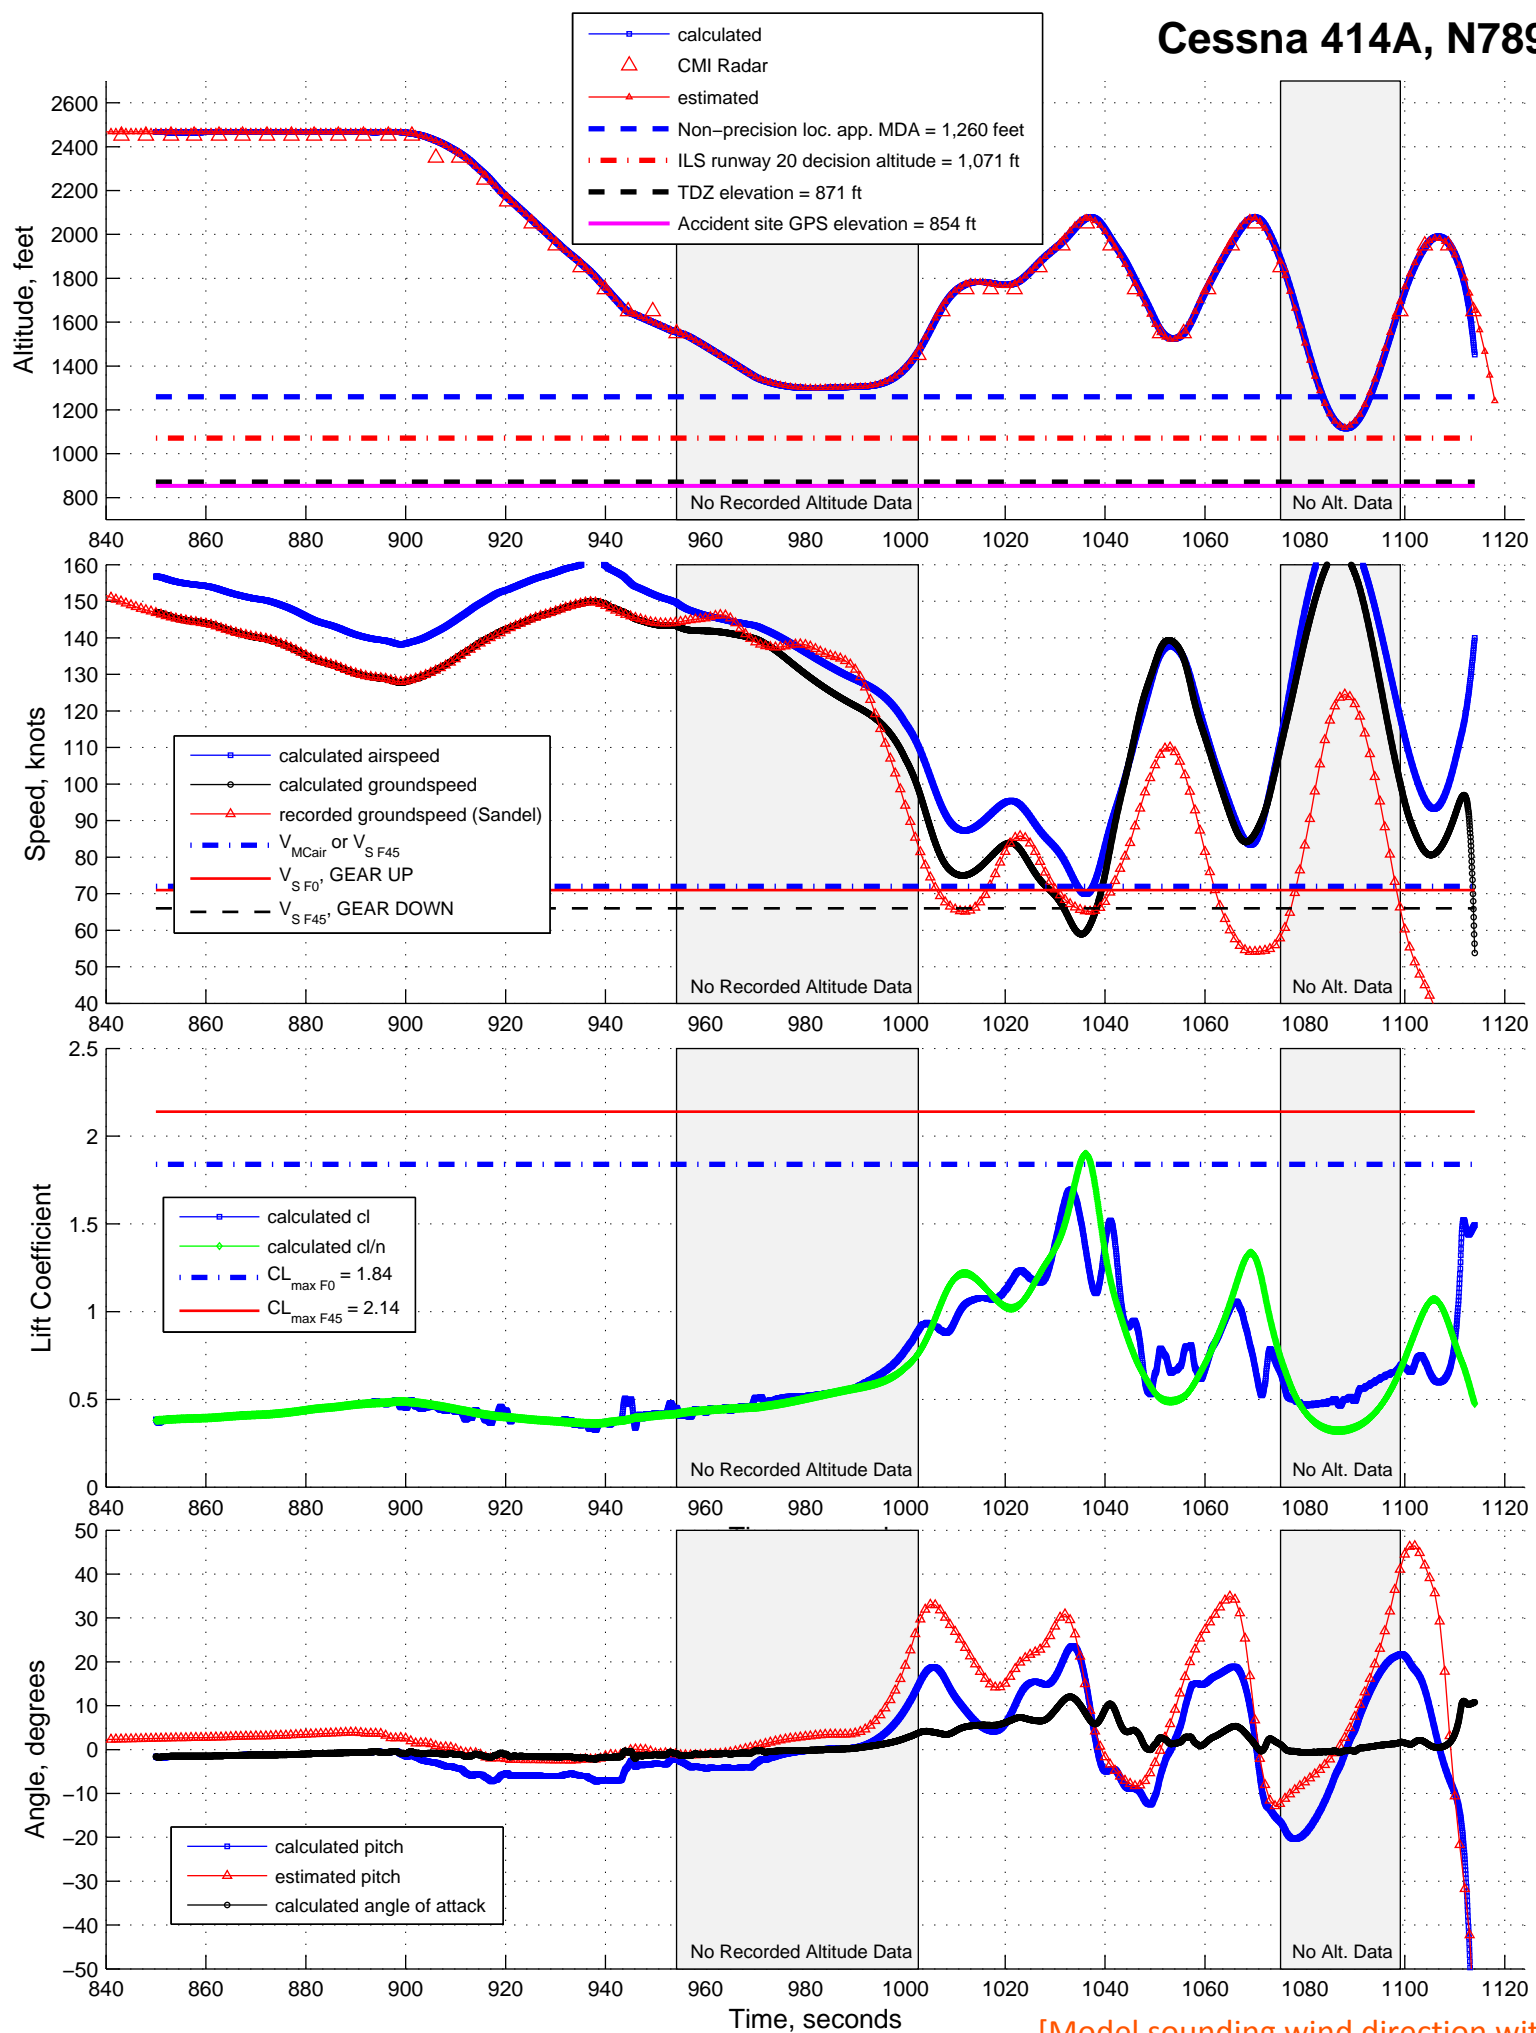 Cessna 414A, N789
calculated
CMI Radar
estimated
Non−precision loc. app. MDA = 1,260 feet
ILS runway 20 decision altitude = 1,071 ft
TDZ elevation = 871 ft
Accident site GPS elevation = 854 ft
Altitude, feet
2600
2400
2200
2000
1800
1600
1400
1200
1000
800
No Recorded Altitude Data
No Alt. Data
840 860 880 900 920 940 960 980 1000 1020 1040 1060 1080 1100 1120
Speed, knots
160
150
140
130
120
110
100
90
80
70
60
50
40
calculated airspeed
calculated groundspeed
recorded groundspeed (Sandel)
V MCair or V S F45
V S F0, GEAR UP
V S F45, GEAR DOWN
No Recorded Altitude Data
No Alt. Data
840 860 880 900 920 940 960 980 1000 1020 1040 1060 1080 1100 1120
Lift Coefficient
2.5
2
1.5
1
0.5
0
calculated cl
calculated cl/n
CL max F0 = 1.84
CL max F45 = 2.14
No Recorded Altitude Data
No Alt. Data
840 860 880 900 920 940 960 980 1000 1020 1040 1060 1080 1100 1120
Angle, degrees
50
40
30
20
10
0
−10
−20
−30
−40
−50
calculated pitch
estimated pitch
calculated angle of attack
No Recorded Altitude Data
No Alt. Data
840 860 880 900 920 940 960 980 1000 1020 1040 1060 1080 1100 1120
Time, seconds
[Model sounding wind direction wit